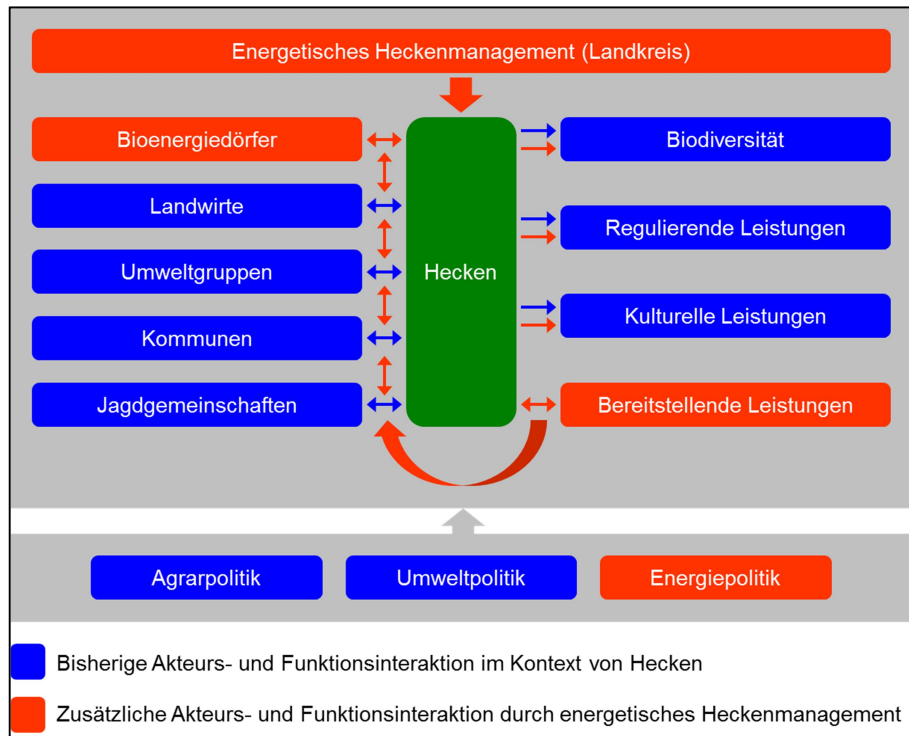 Energetisches Heckenmanagement (Landkreis)
Bioenergiedörfer
Landwirte
Umweltgruppen
Kommunen
Jagdgemeinschaften
Hecken
Biodiversität
Regulierende Leistungen
Kulturelle Leistungen
Bereitstellende Leistungen
Agrarpolitik
Umweltpolitik
Energiepolitik
Bisherige Akteurs- und Funktionsinteraktion im Kontext von Hecken
Zusätzliche Akteurs- und Funktionsinteraktion durch energetisches Heckenmanagement